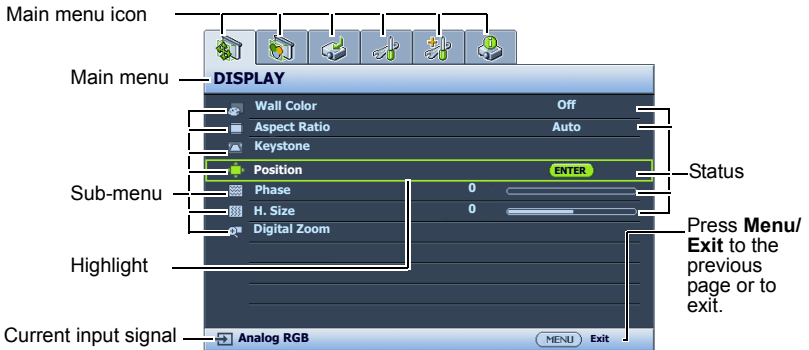 Main menu icon
Main menu
DISPLAY
Wall Color Off
Aspect Ratio Auto
Keystone
Position ENTER
Status
Sub-menu
Phase 0
H. Size 0
Digital Zoom
Press Menu/
Exit to the
previous
page or to
exit.
Highlight
Current input signal
Analog RGB
MENU Exit